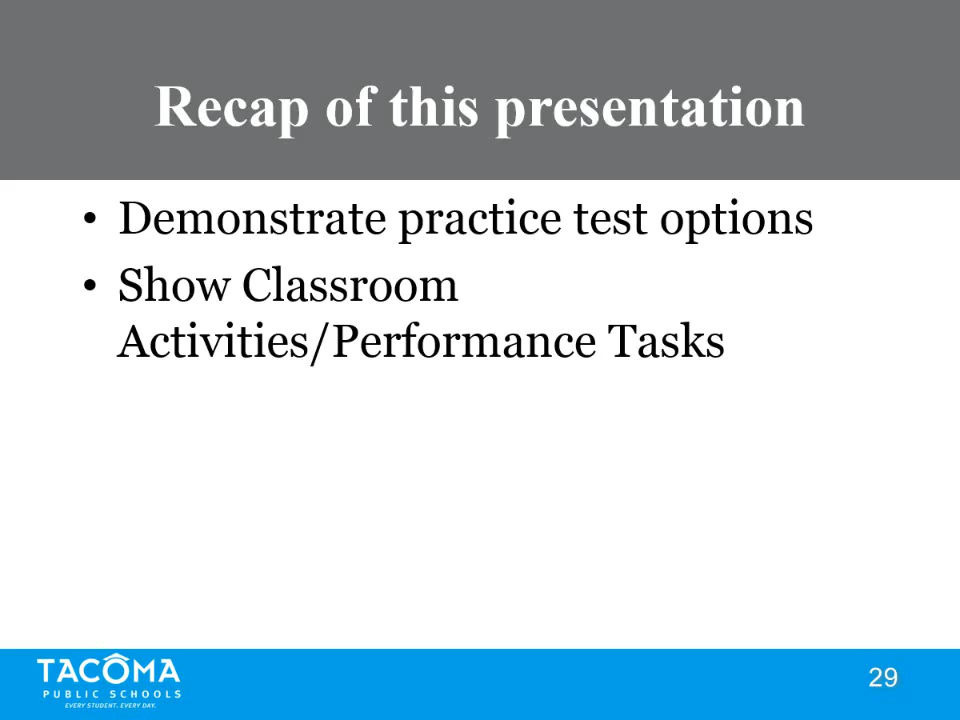 Recap of this presentation
• Demonstrate practice test options
• Show Classroom
Activities/Performance Tasks
TACOMA
PUBLIC SCHOOLS
EVERY STUDENT. EVERY DAY.
29